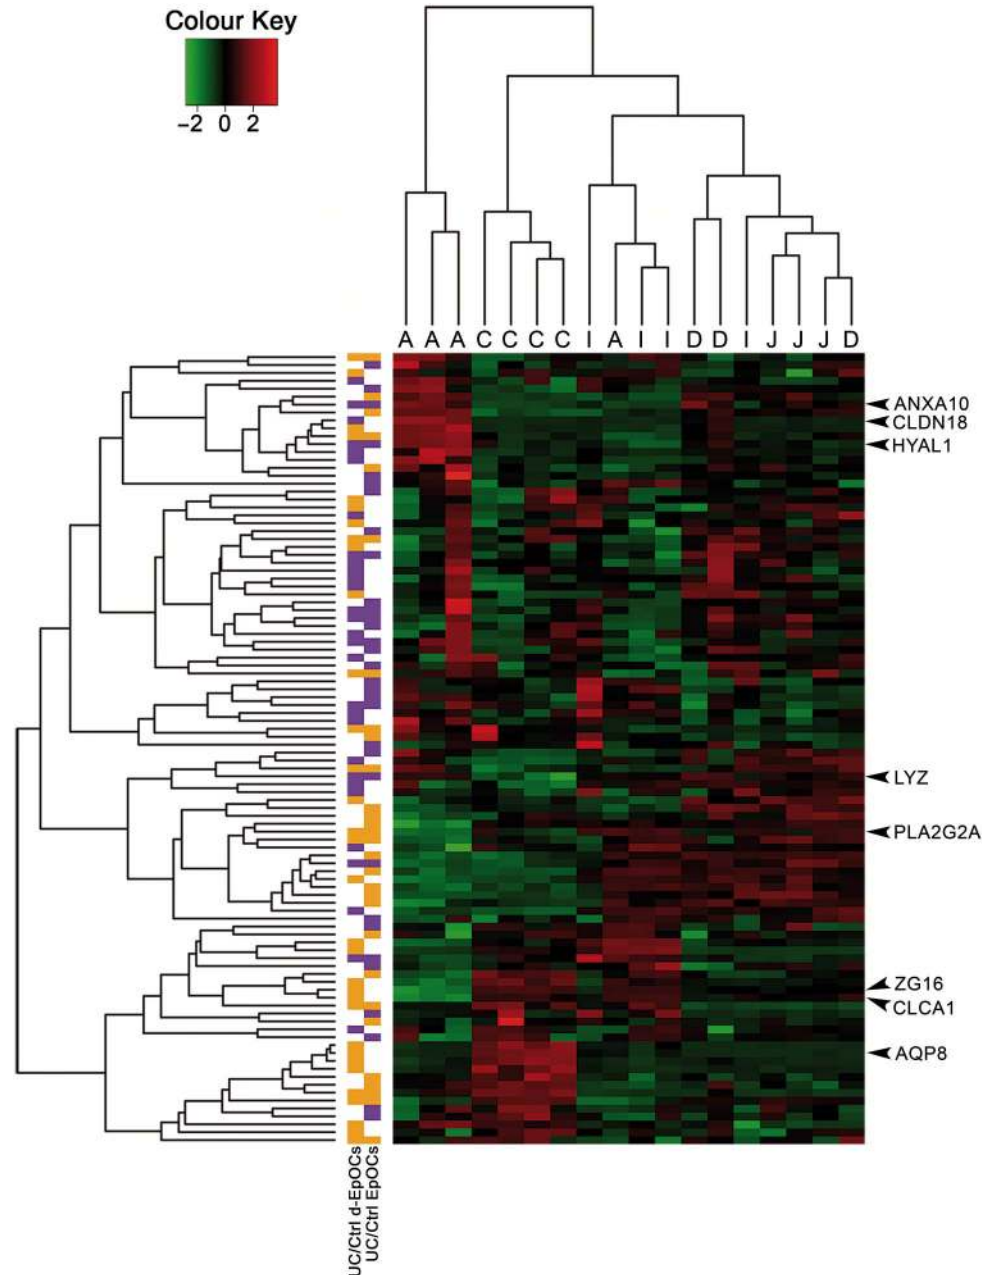 Colour Key
−2 0 2
A A A C C C C I A I I D D I J J J D
ANXA10
CLDN18
HYAL1
LYZ
PLA2G2A
ZG16
CLCA1
AQP8
UC/Ctrl d-EpOCs
UC/Ctrl EpOCs